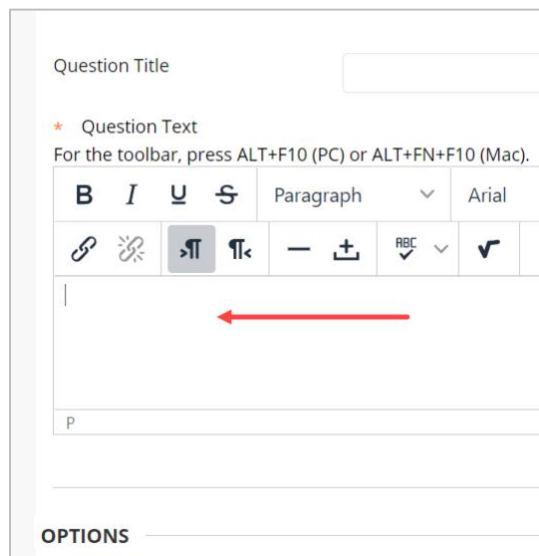 Question Title
* Question Text
For the toolbar, press ALT+F10 (PC) or ALT+FN+F10 (Mac).
B I U S Paragraph Arial
>¶ ¶< ABC
P
OPTIONS